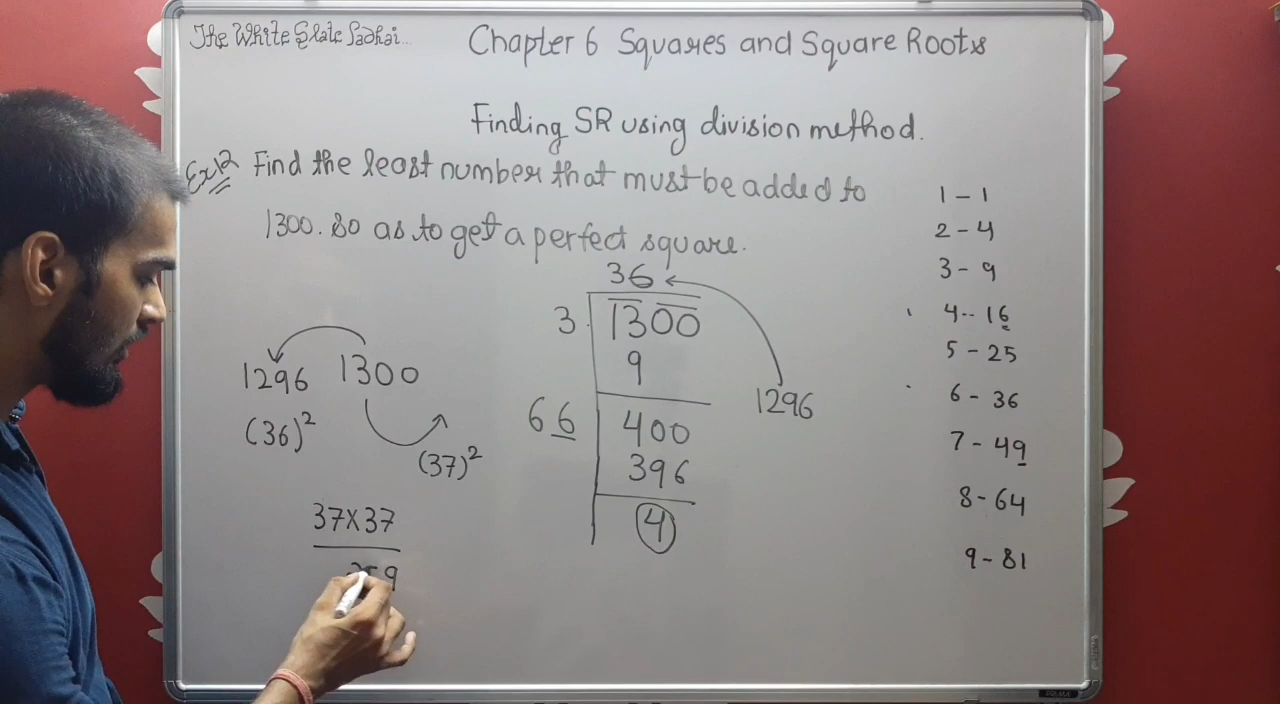 The White Slate Padhai...
Chapter 6 Squares and Square Roots
Finding SR using division method.
Ex12 Find the least number that must be added to
1300. so as to get a perfect square.
36
3 1300
9
66 400
396
4
1296
1296 1300
(36)²
(37)²
37X37
259
1 - 1
2 - 4
3 - 9
4 -- 16
5 - 25
6 - 36
7 - 49
8 - 64
9 - 81